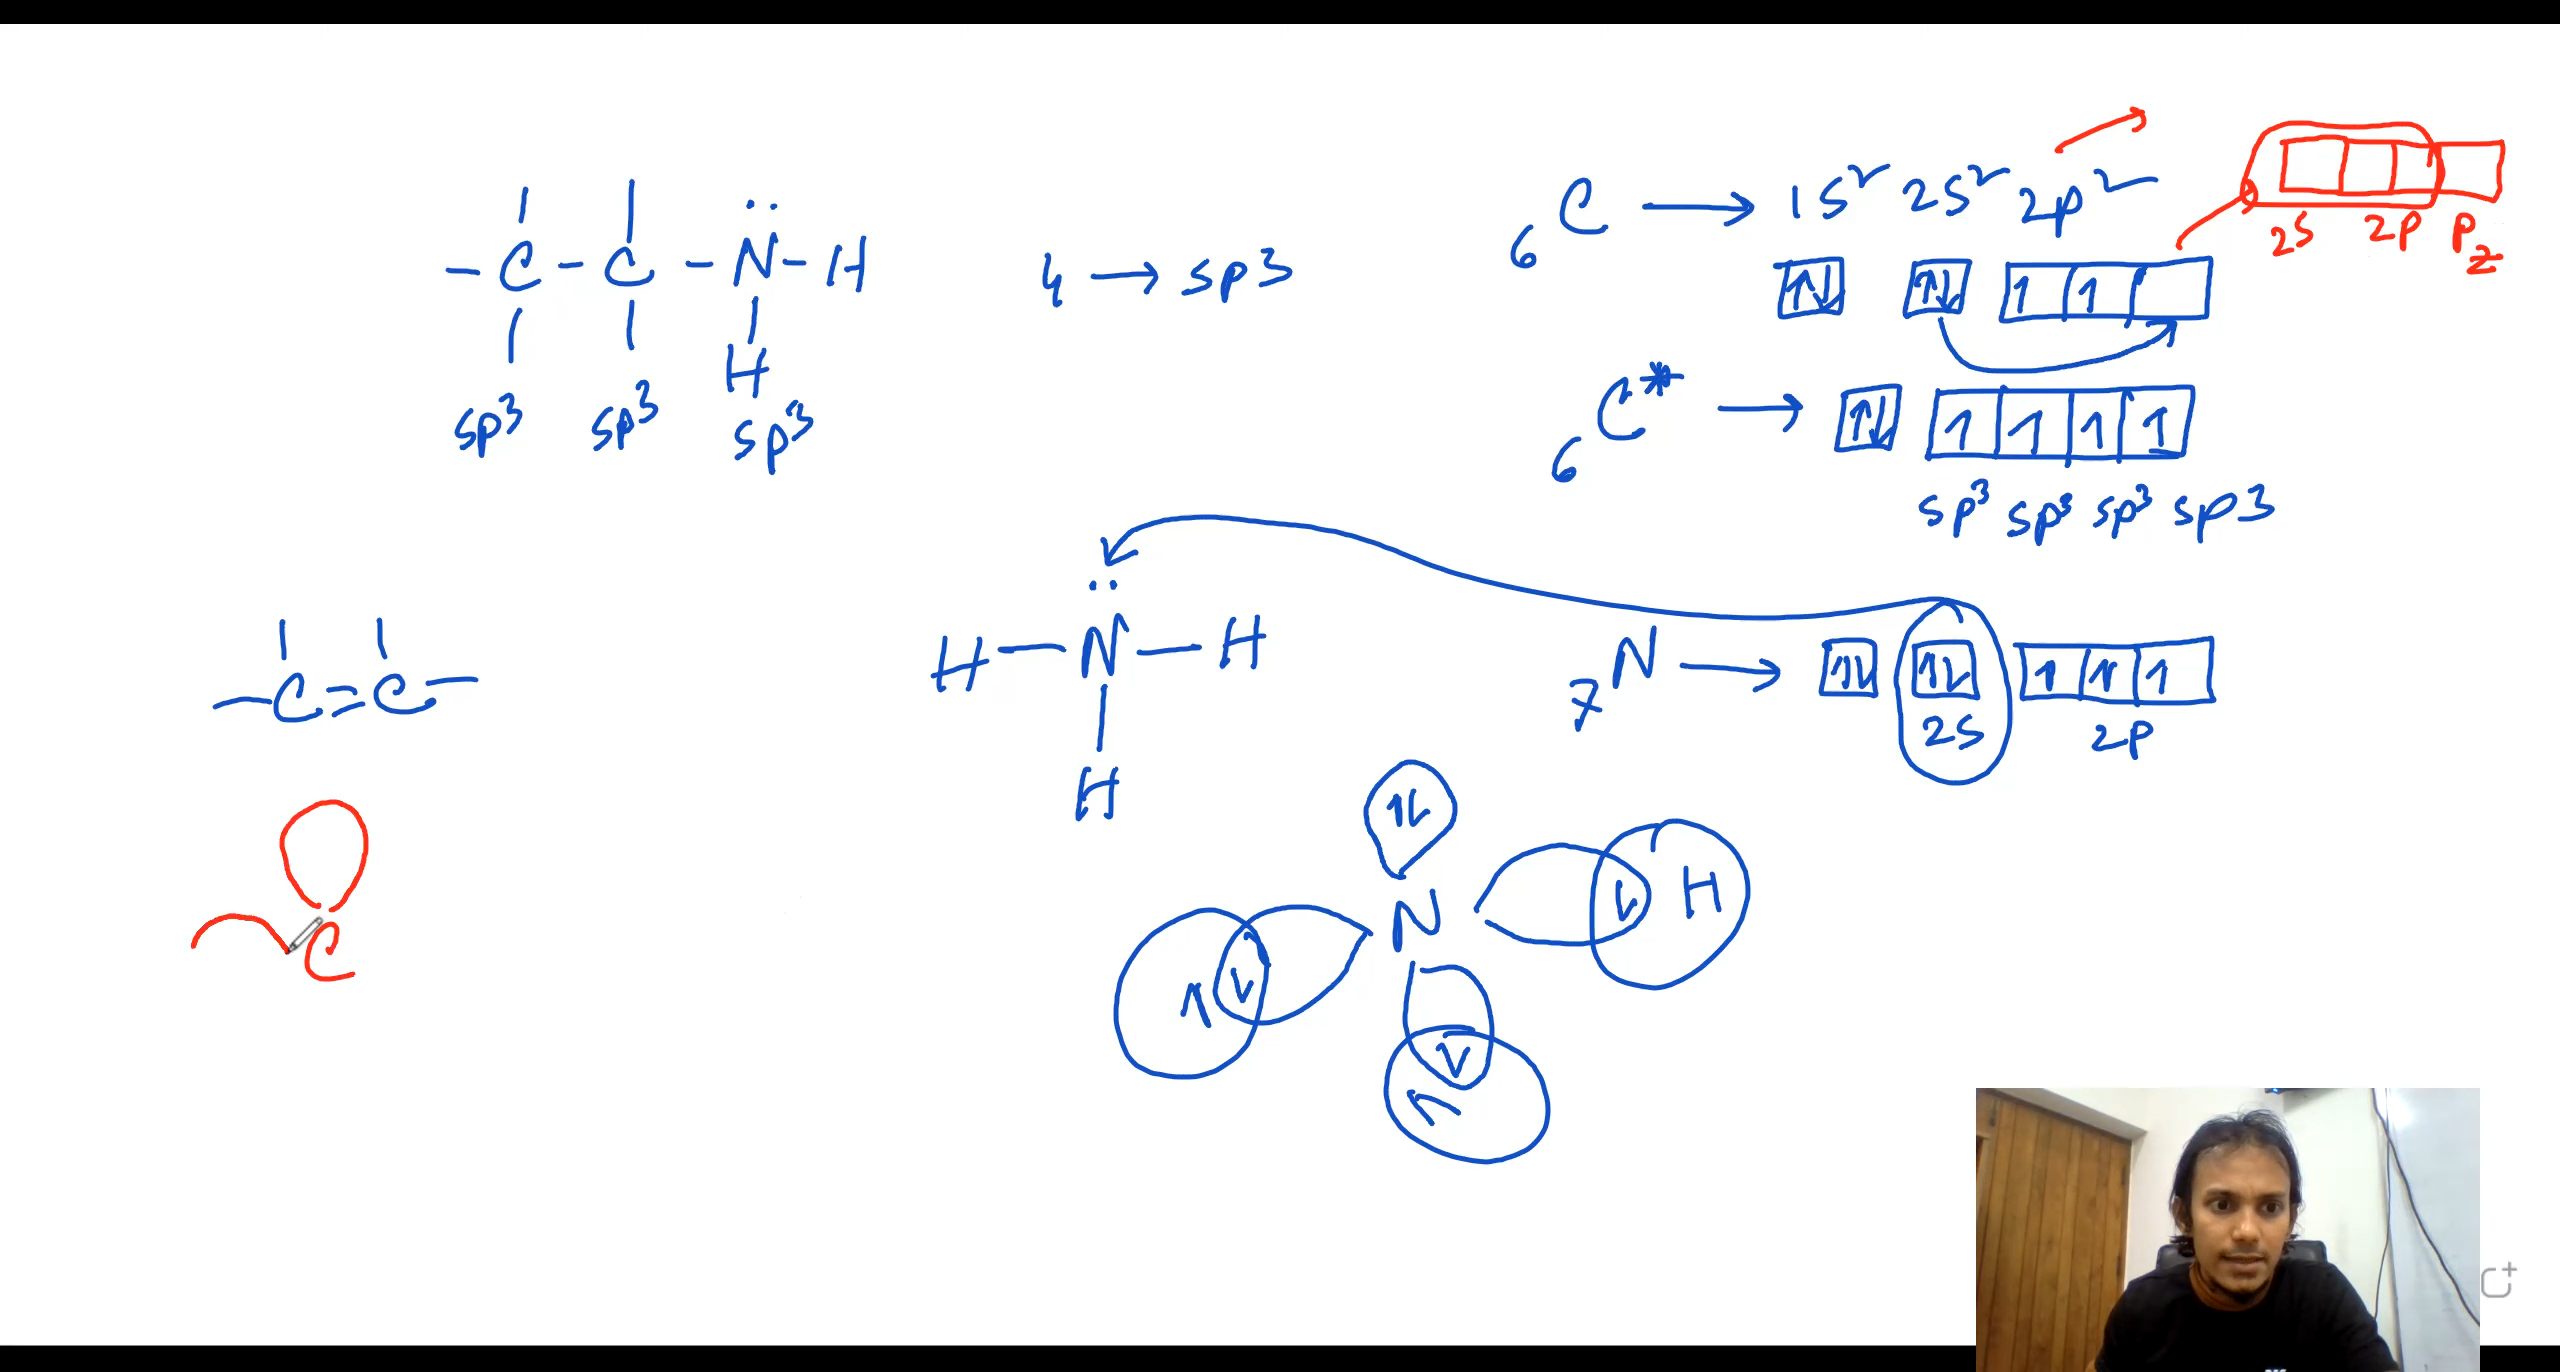 ₆C → 1s² 2s² 2p²
2s 2p Pz
– C – C – N̈ – H
H
4 → sp3
↑↓ ↑↓ ↑ ↑
sp³ sp³ sp³
₆C* → ↑↓ ↑ ↑ ↑ ↑
sp³ sp³ sp³ sp3
— C = C —
H — N̈ — H
H
₇N → ↑↓ ↑↓ ↑ ↑ ↑
2s 2p
↑↓
N H
C